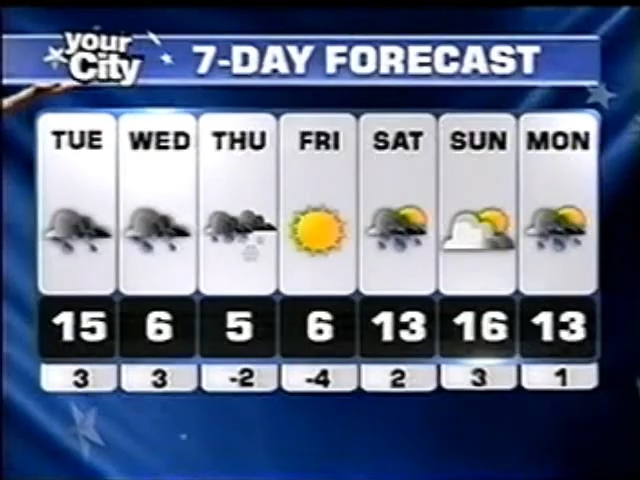 your
City
7-DAY FORECAST
TUE WED THU FRI SAT SUN MON
15 6 5 6 13 16 13
3 3 -2 -4 2 3 1